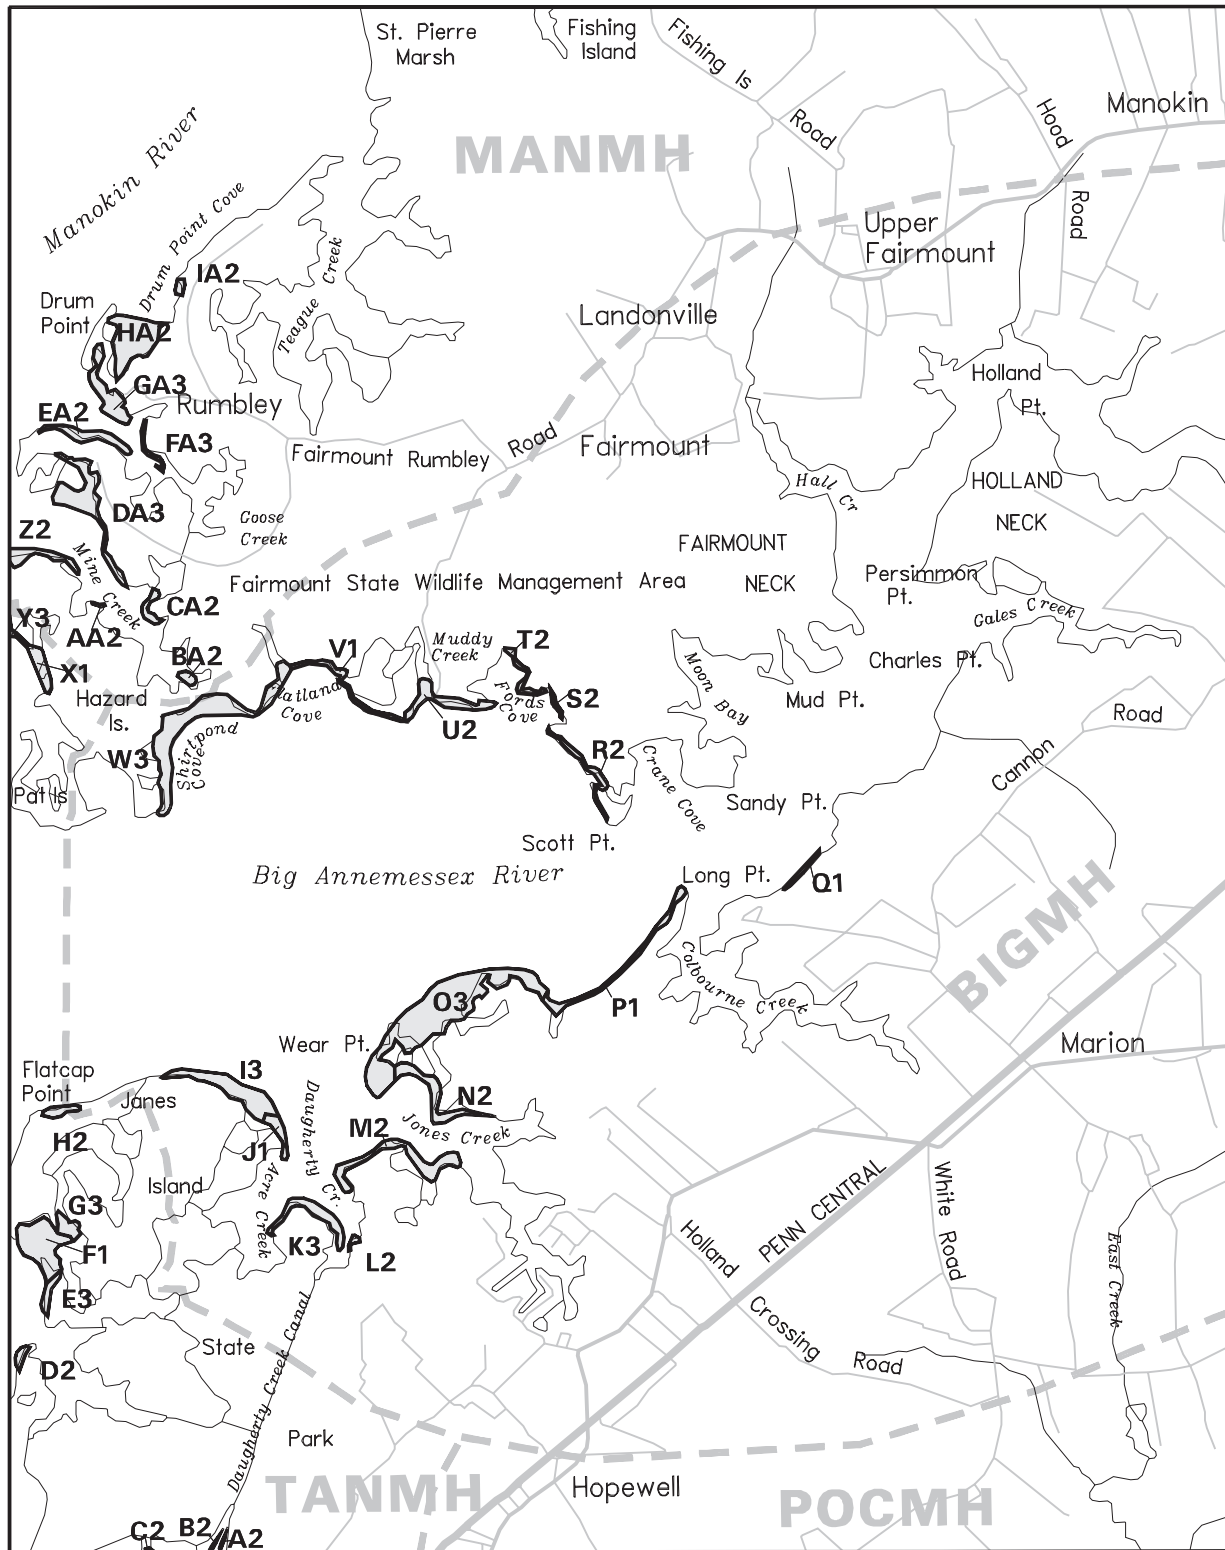 St. Pierre
Marsh
Fishing
Island
Fishing Is
Road
Hood
Road
Manokin
MANMH
Manokin River
Drum Point Cove
IA2
Drum
Point
HA2
Teague Creek
Upper
Fairmount
Landonville
GA3
Rumbley
EA2
FA3
Fairmount Rumbley
Road
Fairmount
Holland
Pt.
Hall Cr
HOLLAND
NECK
DA3
Goose
Creek
Z2
Mine Creek
FAIRMOUNT
NECK
Fairmount State Wildlife Management Area
Persimmon
Pt.
Gales Creek
CA2
Y3
AA2
BA2
X1
Hazard
Is.
V1
Muddy
Creek
T2
Fords
Cove
S2
Moon Bay
Charles Pt.
Mud Pt.
Road
Cannon
Flatland
Cove
U2
R2
W3
Shirtpond
Cove
Pat Is
Crane Cove
Sandy Pt.
Scott Pt.
Big Annemessex River
Long Pt.
Q1
BIGMH
Colbourne Creek
P1
O3
Wear Pt.
Marion
Flatcap
Point
I3
Janes
Daugherty Cr.
N2
M2
Jones Creek
H2
J1
Island
Acre Creek
G3
F1
K3
L2
E3
PENN CENTRAL
White Road
East Creek
Holland
Crossing
Road
State
D2
Daugherty Creek Canal
Park
TANMH
Hopewell
POCMH
C2
B2
A2